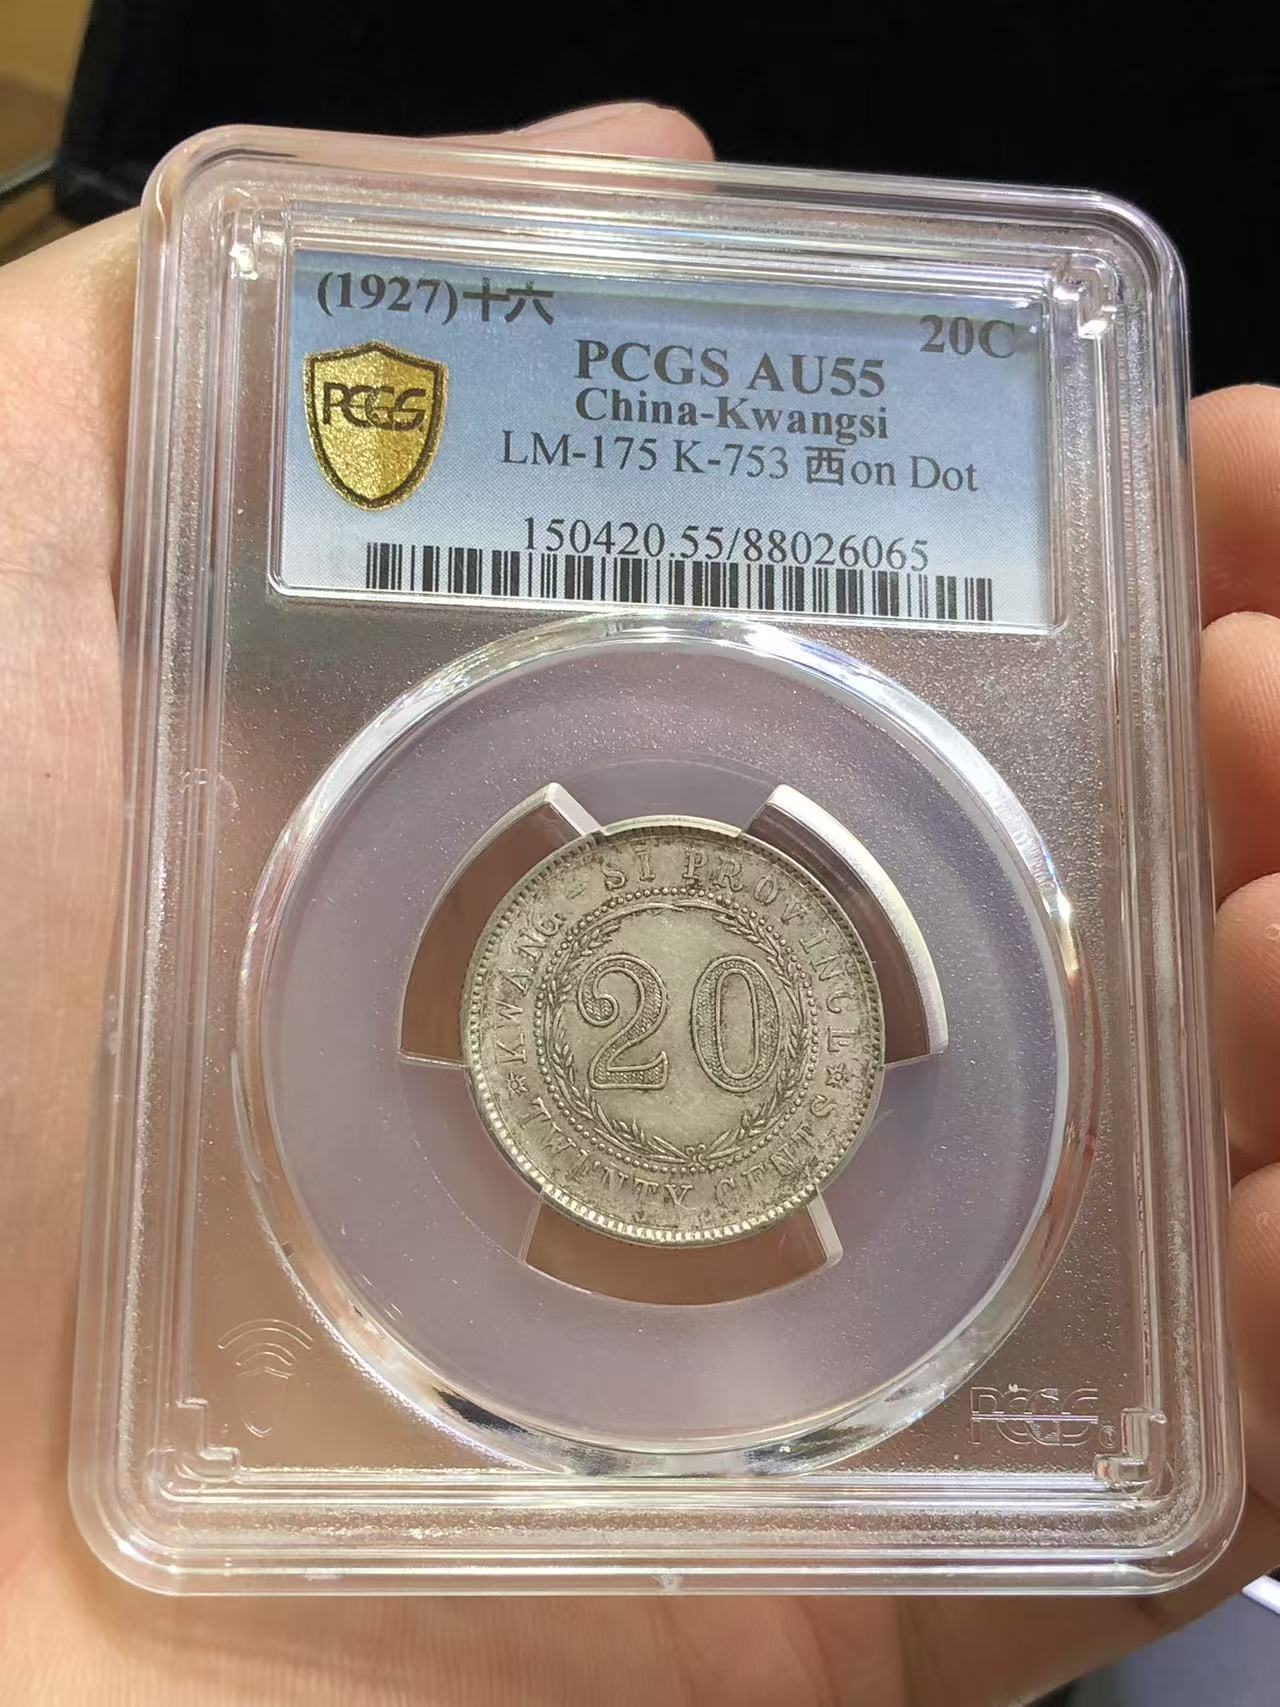 (1927)十六
20C
PCGS AU55
China-Kwangsi
LM-175 K-753 西on Dot
150420.55/88026065
PCGS
KWANG-SI PROVINCE
20
TWENTY CENTS
PCGS